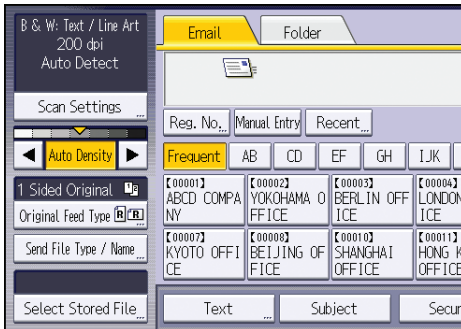 B & W: Text / Line Art
200 dpi
Auto Detect
Scan Settings
Auto Density
1 Sided Original
Original Feed Type
Send File Type / Name
Select Stored File
Email
Folder
Reg. No.
Manual Entry
Recent
Frequent
AB
CD
EF
GH
IJK
[00001]
ABCD COMPA
NY
[00002]
YOKOHAMA O
FFICE
[00003]
BERLIN OFF
ICE
[00004]
LONDON
ICE
[00007]
KYOTO OFFI
CE
[00008]
BEIJING OF
FICE
[00010]
SHANGHAI
OFFICE
[00011]
HONG K
OFFICE
Text
Subject
Secur